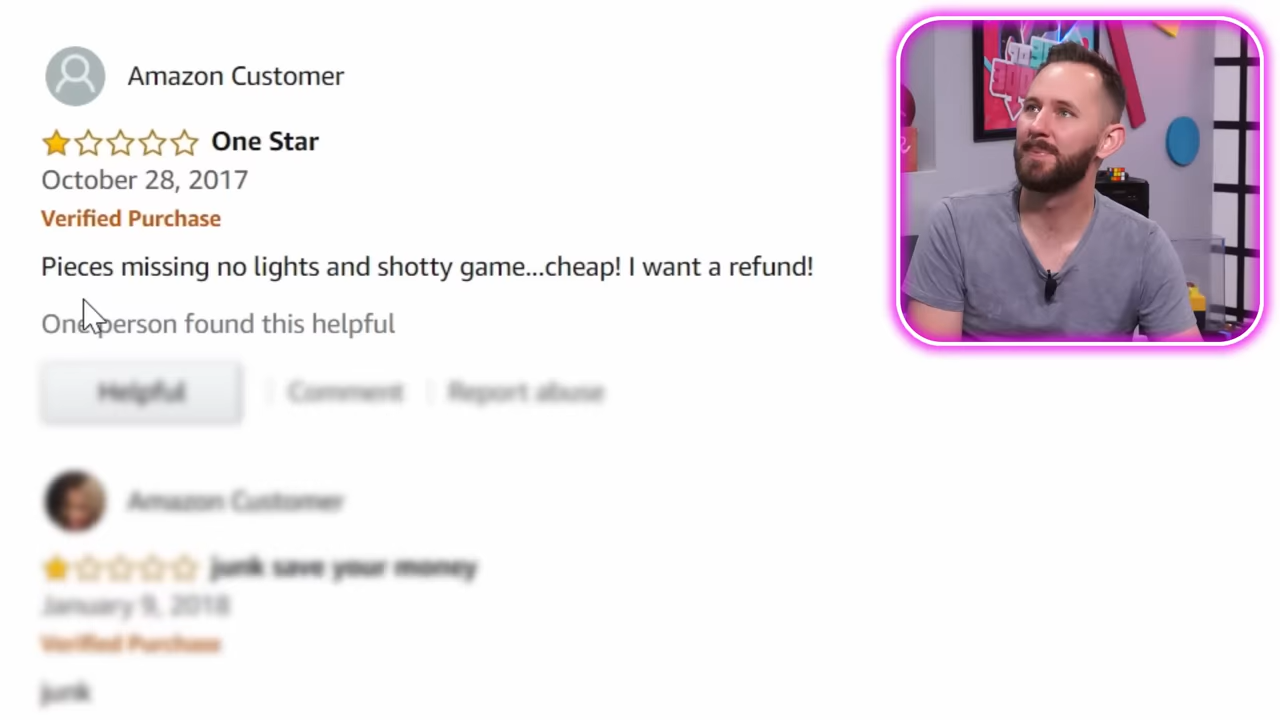 Amazon Customer
One Star
October 28, 2017
Verified Purchase
Pieces missing no lights and shotty game...cheap! I want a refund!
One person found this helpful
Helpful
Comment
Report abuse
Amazon Customer
junk save your money
January 9, 2018
Verified Purchase
junk